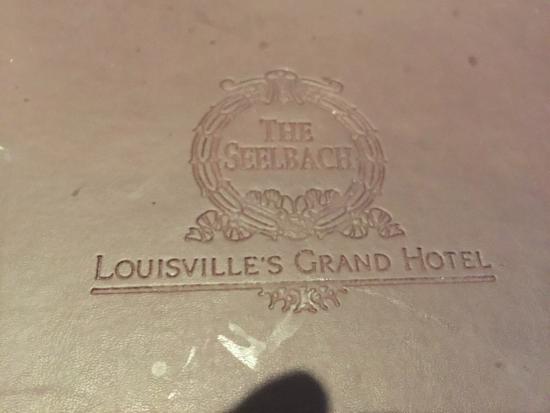 THE
SEELBACH
LOUISVILLE'S GRAND HOTEL